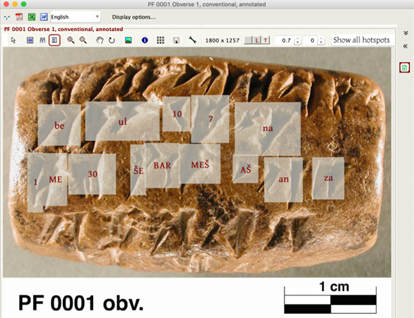 PF 0001 Obverse 1, conventional, annotated
English Display options...
PF 0001 Obverse 1, conventional, annotated
1800 x 1257 L T 0.7 0 Show all hotspots
be ul 10 7 na
1 ME 30 ŠE BAR MEŠ AŠ an za
1 cm
PF 0001 obv.